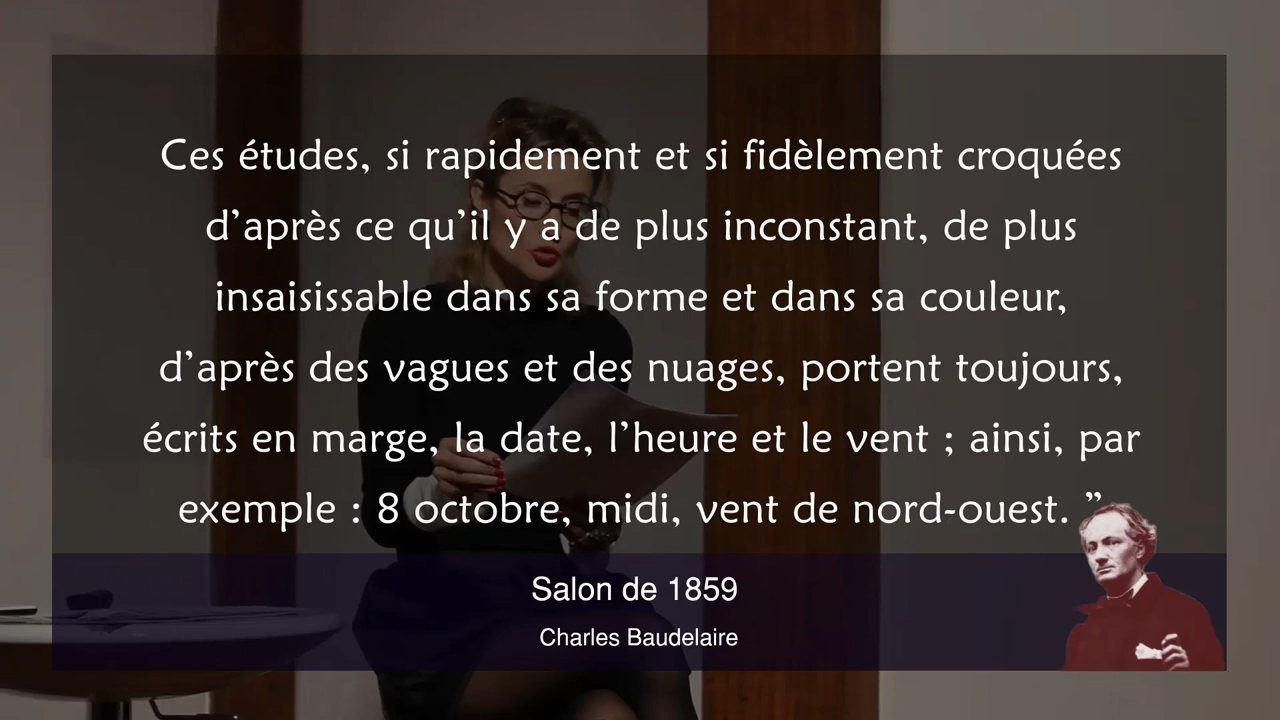 Ces études, si rapidement et si fidèlement croquées
d’après ce qu’il y a de plus inconstant, de plus
insaisissable dans sa forme et dans sa couleur,
d’après des vagues et des nuages, portent toujours,
écrits en marge, la date, l’heure et le vent ; ainsi, par
exemple : 8 octobre, midi, vent de nord-ouest. ”
Salon de 1859
Charles Baudelaire